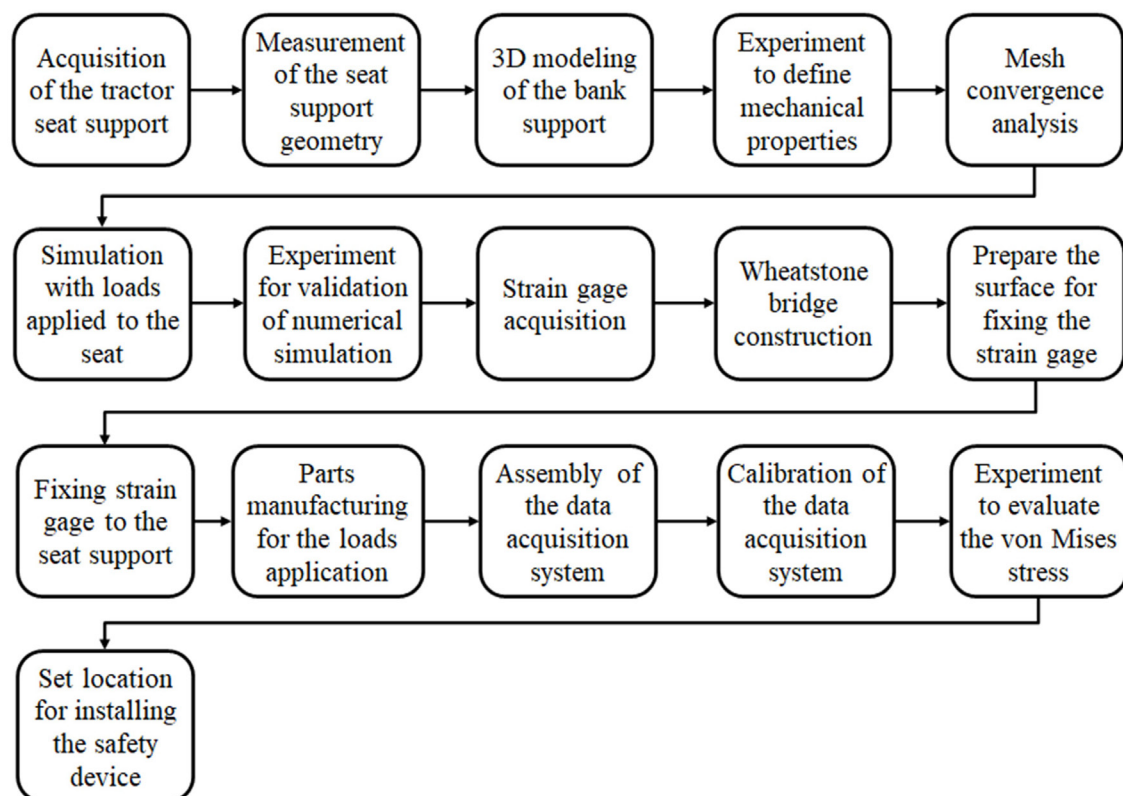 Acquisition
of the tractor
seat support
Measurement
of the seat
support
geometry
3D modeling
of the bank
support
Experiment
to define
mechanical
properties
Mesh
convergence
analysis
Simulation
with loads
applied to the
seat
Experiment
for validation
of numerical
simulation
Strain gage
acquisition
Wheatstone
bridge
construction
Prepare the
surface for
fixing the
strain gage
Fixing strain
gage to the
seat support
Parts
manufacturing
for the loads
application
Assembly of
the data
acquisition
system
Calibration of
the data
acquisition
system
Experiment
to evaluate
the von Mises
stress
Set location
for installing
the safety
device